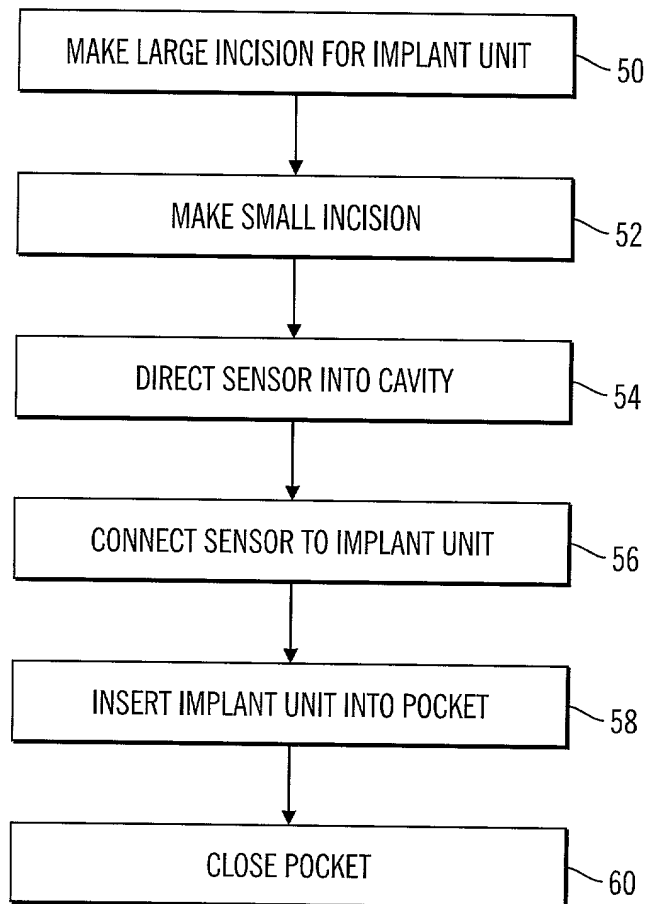 MAKE LARGE INCISION FOR IMPLANT UNIT
50
MAKE SMALL INCISION
52
DIRECT SENSOR INTO CAVITY
54
CONNECT SENSOR TO IMPLANT UNIT
56
INSERT IMPLANT UNIT INTO POCKET
58
CLOSE POCKET
60